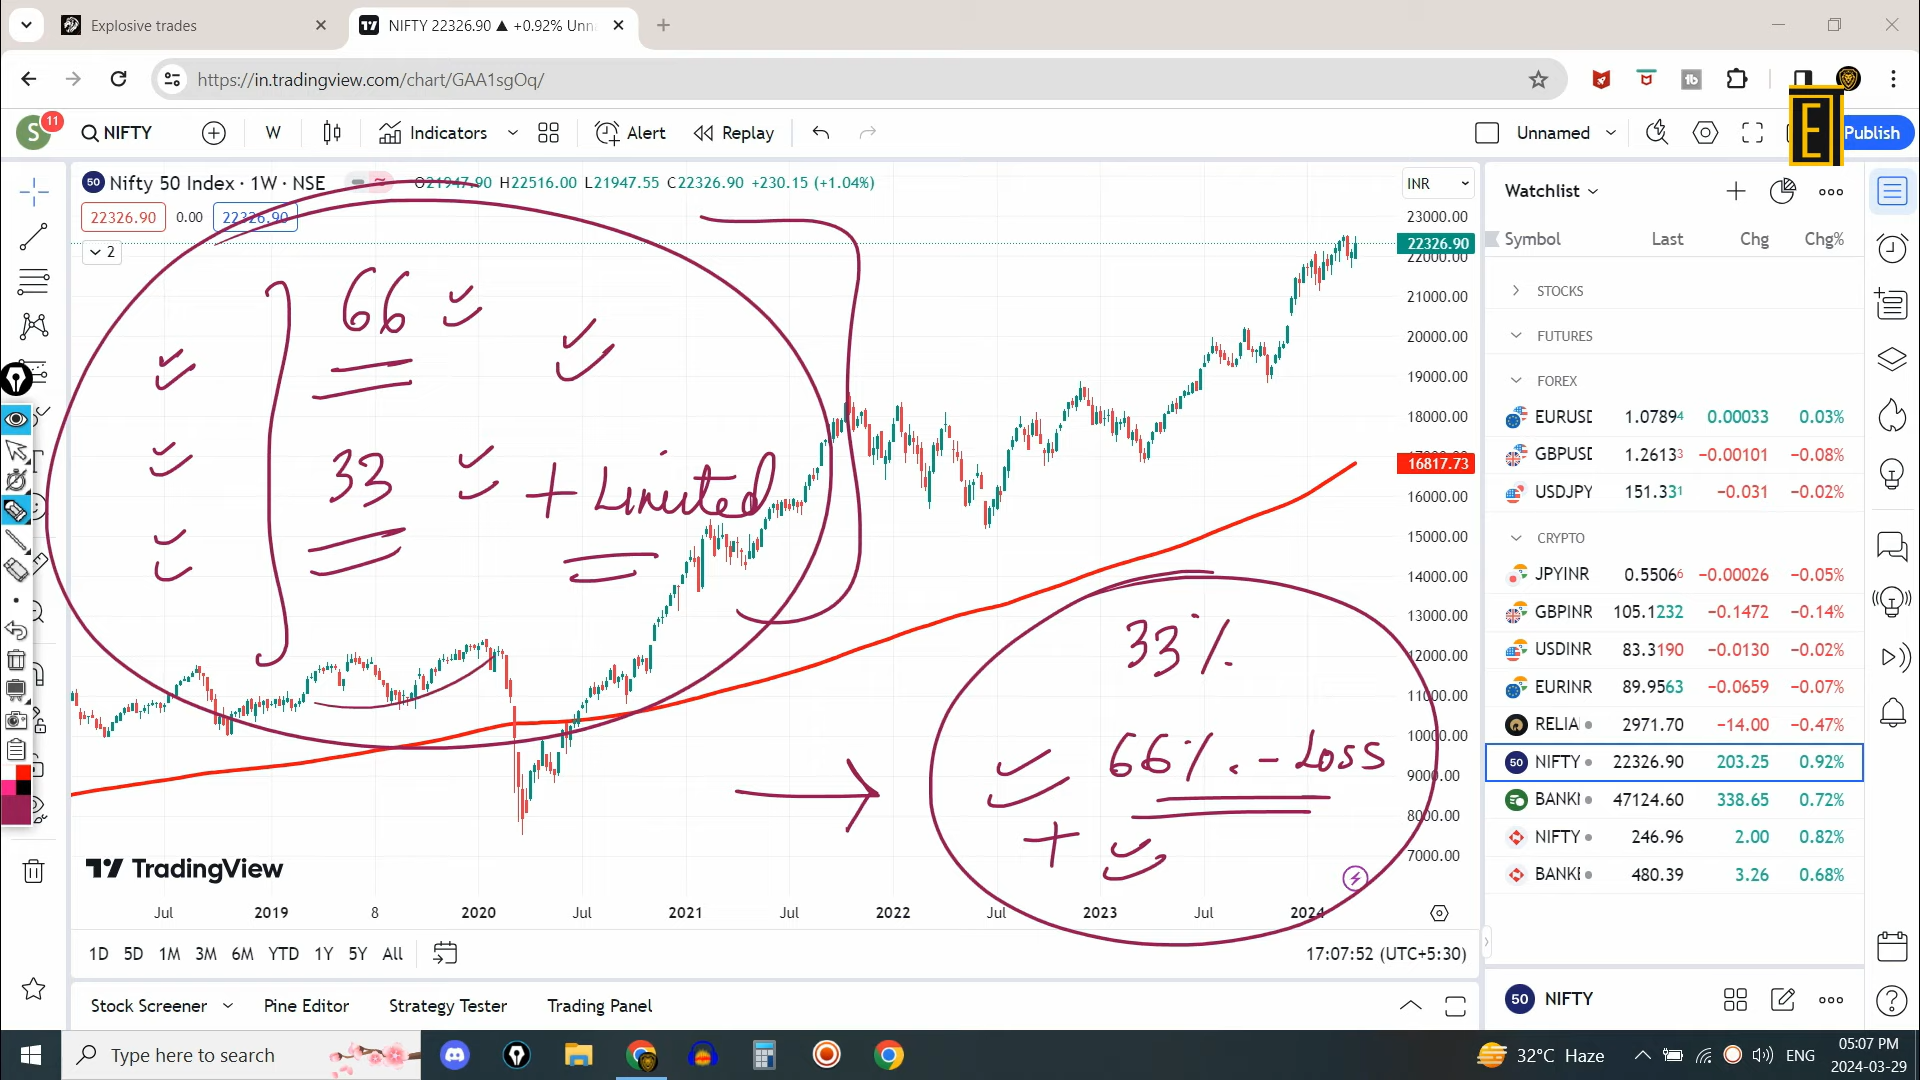 Explosive trades
NIFTY 22326.90 ▲ +0.92% Unn
https://in.tradingview.com/chart/GAA1sgOq/
S 11 NIFTY W Indicators Alert Replay Unnamed Publish
E
50 Nifty 50 Index · 1W · NSE O21947.90 H22516.00 L21947.55 C22326.90 +230.15 (+1.04%)
22326.90 0.00 22326.90
2
66
33 + Limited
33%
66%. - Loss
+
INR
23000.00
22326.90
22000.00
21000.00
20000.00
19000.00
18000.00
16817.73
16000.00
15000.00
14000.00
13000.00
12000.00
11000.00
10000.00
9000.00
8000.00
7000.00
TradingView
Jul 2019 8 2020 Jul 2021 Jul 2022 Jul 2023 Jul 2024
1D 5D 1M 3M 6M YTD 1Y 5Y All 17:07:52 (UTC+5:30)
Stock Screener Pine Editor Strategy Tester Trading Panel
Watchlist
Symbol Last Chg Chg%
STOCKS
FUTURES
FOREX
EURUSD 1.07894 0.00033 0.03%
GBPUSD 1.26133 −0.00101 −0.08%
USDJPY 151.331 −0.031 −0.02%
CRYPTO
JPYINR 0.55066 −0.00026 −0.05%
GBPINR 105.1232 −0.1472 −0.14%
USDINR 83.3190 −0.0130 −0.02%
EURINR 89.9563 −0.0659 −0.07%
RELIA 2971.70 −14.00 −0.47%
50 NIFTY 22326.90 203.25 0.92%
BANKI 47124.60 338.65 0.72%
NIFTY 246.96 2.00 0.82%
BANKE 480.39 3.26 0.68%
50 NIFTY
Type here to search
32°C Haze ENG 05:07 PM
2024-03-29